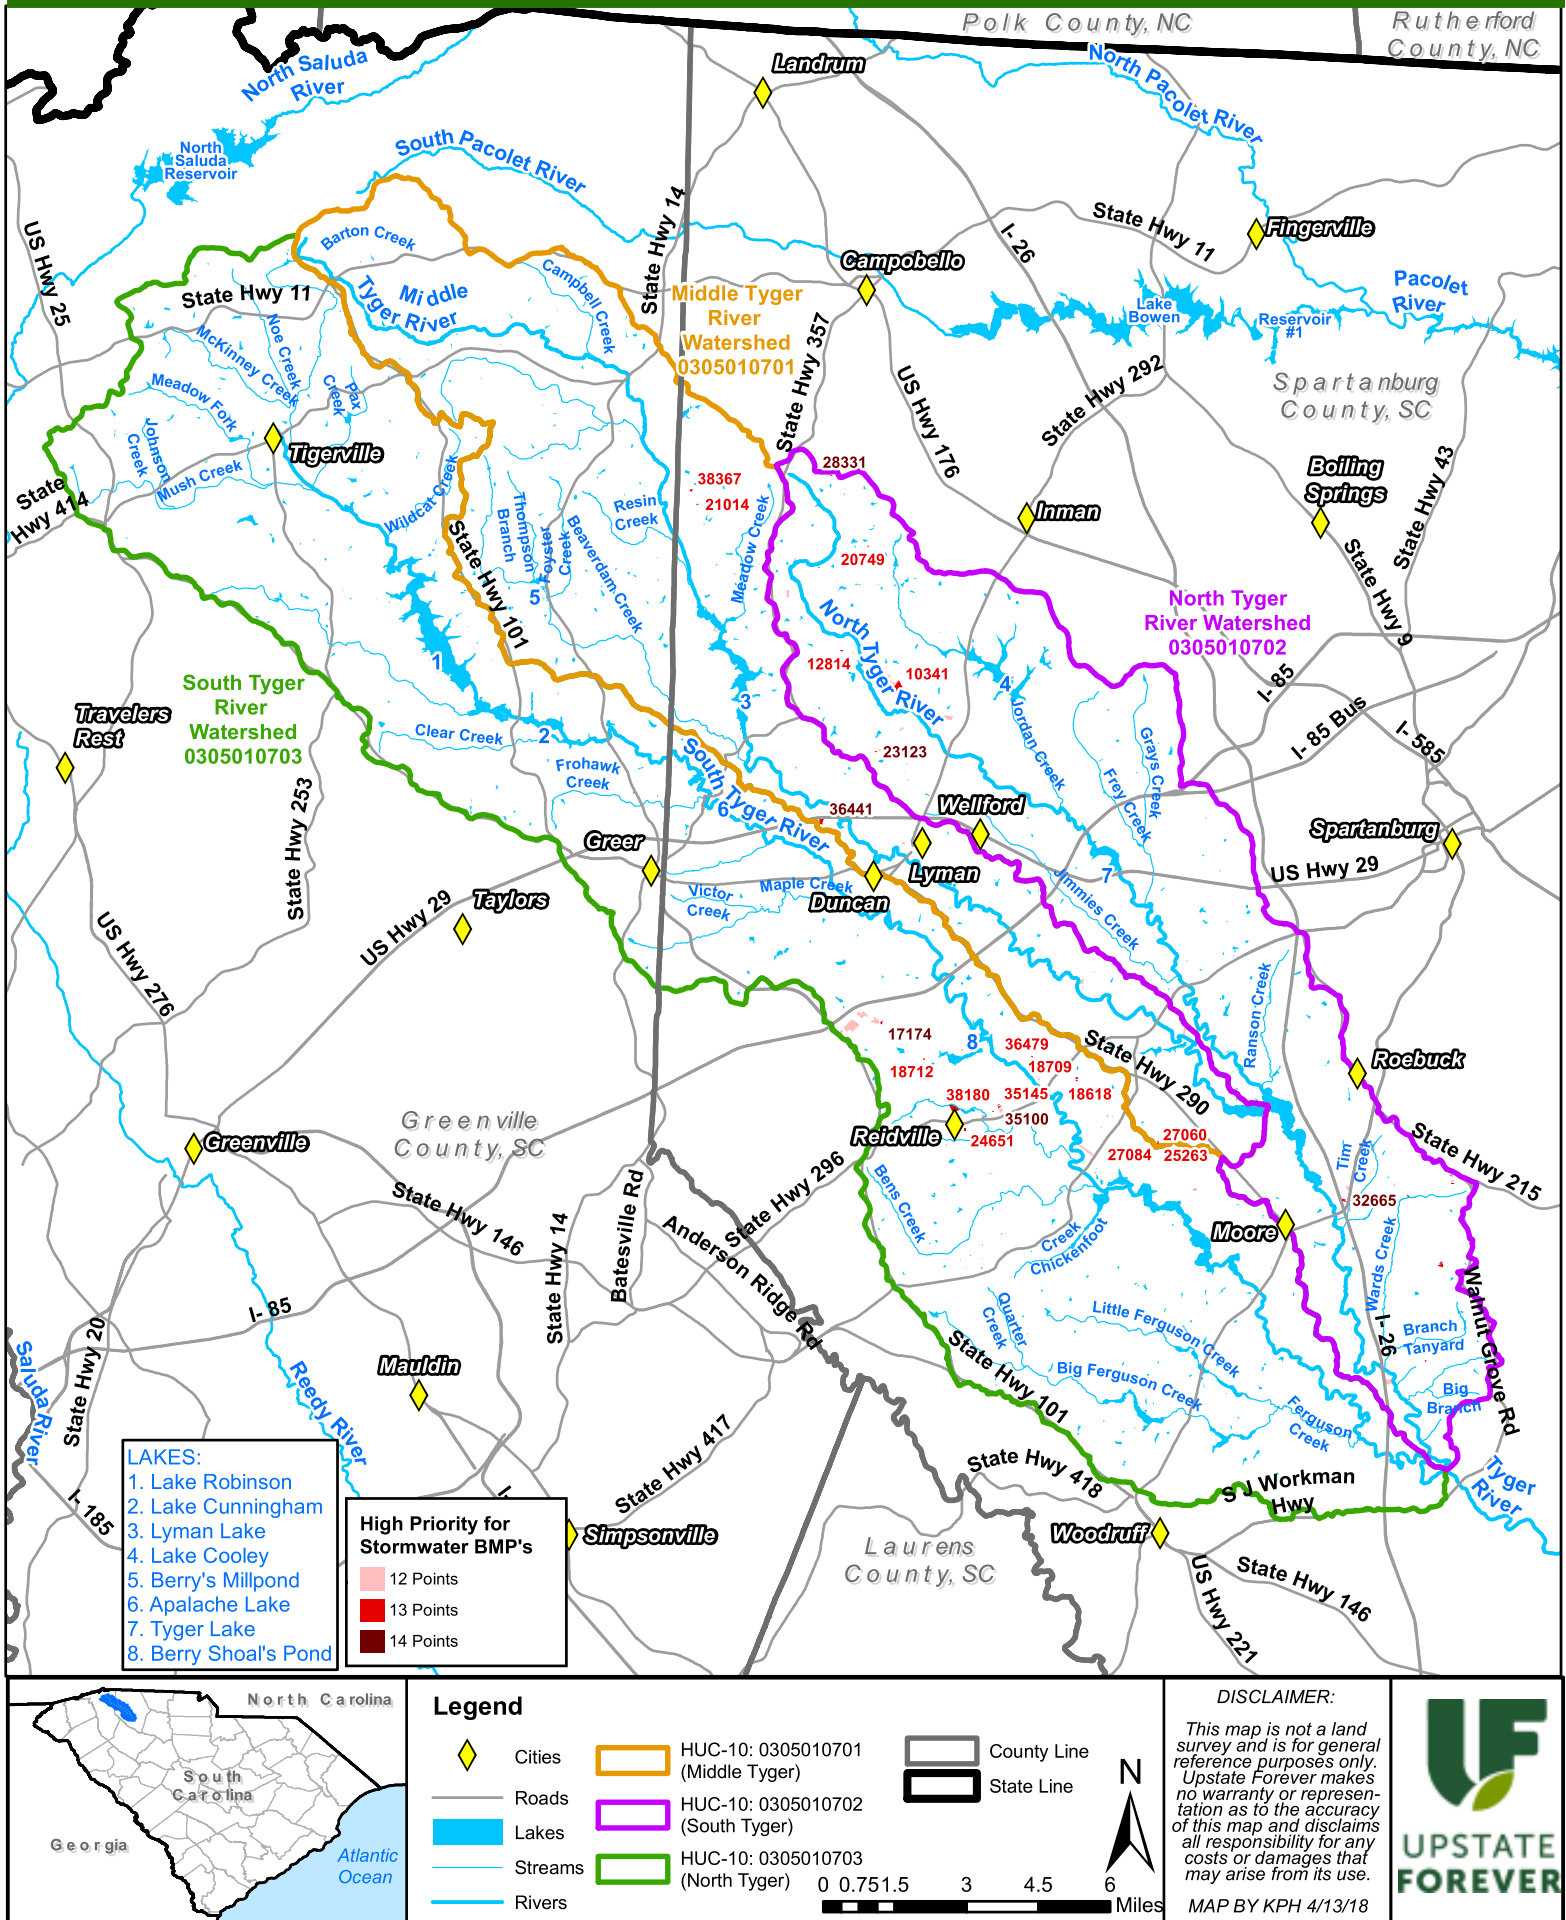 Polk County, NC
Rutherford
County, NC
North Saluda
River
Landrum
North Pacolet River
North
Saluda
Reservoir
South Pacolet River
US Hwy 25
State Hwy 14
I- 26
State Hwy 11
Fingerville
Barton Creek
Campobello
Campbell Creek
State Hwy 11
Middle
Tyger River
Middle Tyger
River
Watershed
0305010701
Lake
Bowen
Reservoir
#1
Pacolet
River
Noe Creek
McKinney Creek
Pax
Creek
Meadow Fork
Johnson
Creek
Mush Creek
Tigerville
State Hwy 357
US Hwy 176
State Hwy 292
Spartanburg
County, SC
State
Hwy 414
Wildcat Creek
Thompson
Branch
Foyster
Creek
Beaverdam Creek
Resin
Creek
38367
21014
28331
Meadow Creek
Inman
Boiling
Springs
State Hwy 43
State Hwy 9
State Hwy 101
5
20749
North
Tyger River
North Tyger
River Watershed
0305010702
1
12814
10341
4
3
I- 85
South Tyger
River
Watershed
0305010703
Travelers
Rest
Clear Creek
2
Frohawk
Creek
South Tyger River
6
23123
Jordan Creek
Grays Creek
Frey Creek
I- 85 Bus
I- 585
State Hwy 253
36441
Wellford
Greer
Lyman
Spartanburg
US Hwy 29
Victor
Creek
Maple Creek
Duncan
7
Jimmies Creek
Taylors
US Hwy 29
US Hwy 276
Ranson Creek
17174
8
36479
18712
18709
State Hwy 290
Roebuck
38180
35145
18618
35100
Greenville
County, SC
Greenville
Reidville
24651
27060
27084
25263
Tim
Creek
State Hwy 215
State Hwy 296
Bens Creek
32665
State Hwy 146
State Hwy 14
Batesville Rd
Anderson Ridge Rd
Creek
Chickenfoot
Moore
Wards Creek
Walnut Grove Rd
I- 85
Quarter
Creek
Little Ferguson Creek
I- 26
Branch
Tanyard
State Hwy 20
Saluda River
Reedy River
Mauldin
State Hwy 101
Big Ferguson Creek
Ferguson
Creek
Big
Branch
State Hwy 417
State Hwy 418
S J Workman
Hwy
Tyger
River
I- 185
I-
Simpsonville
Laurens
County, SC
Woodruff
US Hwy 221
State Hwy 146
LAKES:
1. Lake Robinson
2. Lake Cunningham
3. Lyman Lake
4. Lake Cooley
5. Berry's Millpond
6. Apalache Lake
7. Tyger Lake
8. Berry Shoal's Pond
High Priority for
Stormwater BMP's
12 Points
13 Points
14 Points
North Carolina
South
Carolina
Georgia
Atlantic
Ocean
Legend
Cities
Roads
Lakes
Streams
Rivers
HUC-10: 0305010701
(Middle Tyger)
HUC-10: 0305010702
(South Tyger)
HUC-10: 0305010703
(North Tyger)
County Line
State Line
N
0 0.75 1.5 3 4.5 6
Miles
DISCLAIMER:
This map is not a land
survey and is for general
reference purposes only.
Upstate Forever makes
no warranty or represen-
tation as to the accuracy
of this map and disclaims
all responsibility for any
costs or damages that
may arise from its use.
MAP BY KPH 4/13/18
UF
UPSTATE
FOREVER